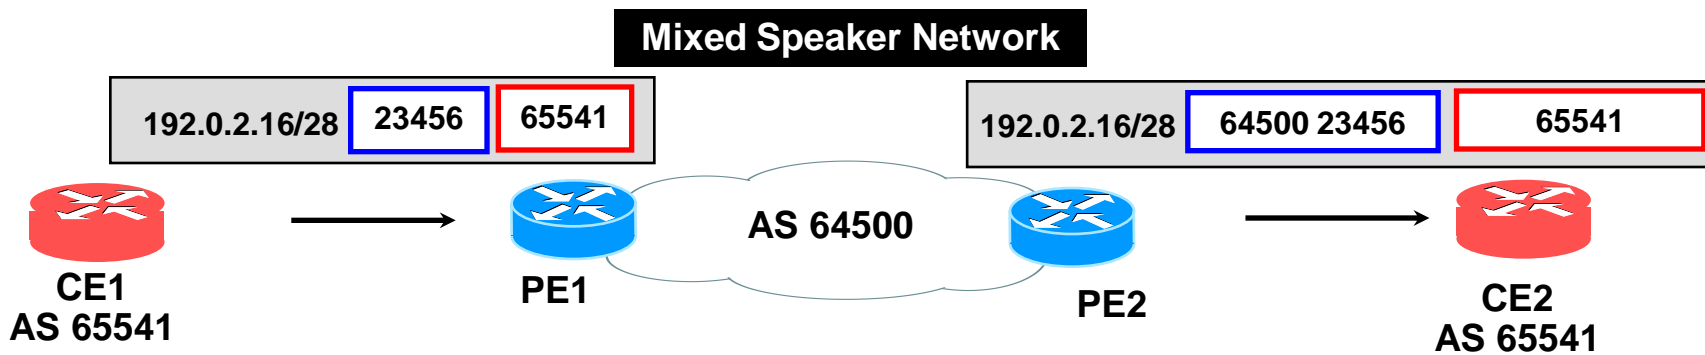 Mixed Speaker Network
192.0.2.16/28 23456 65541
192.0.2.16/28 64500 23456 65541
AS 64500
CE1
AS 65541
PE1
PE2
CE2
AS 65541